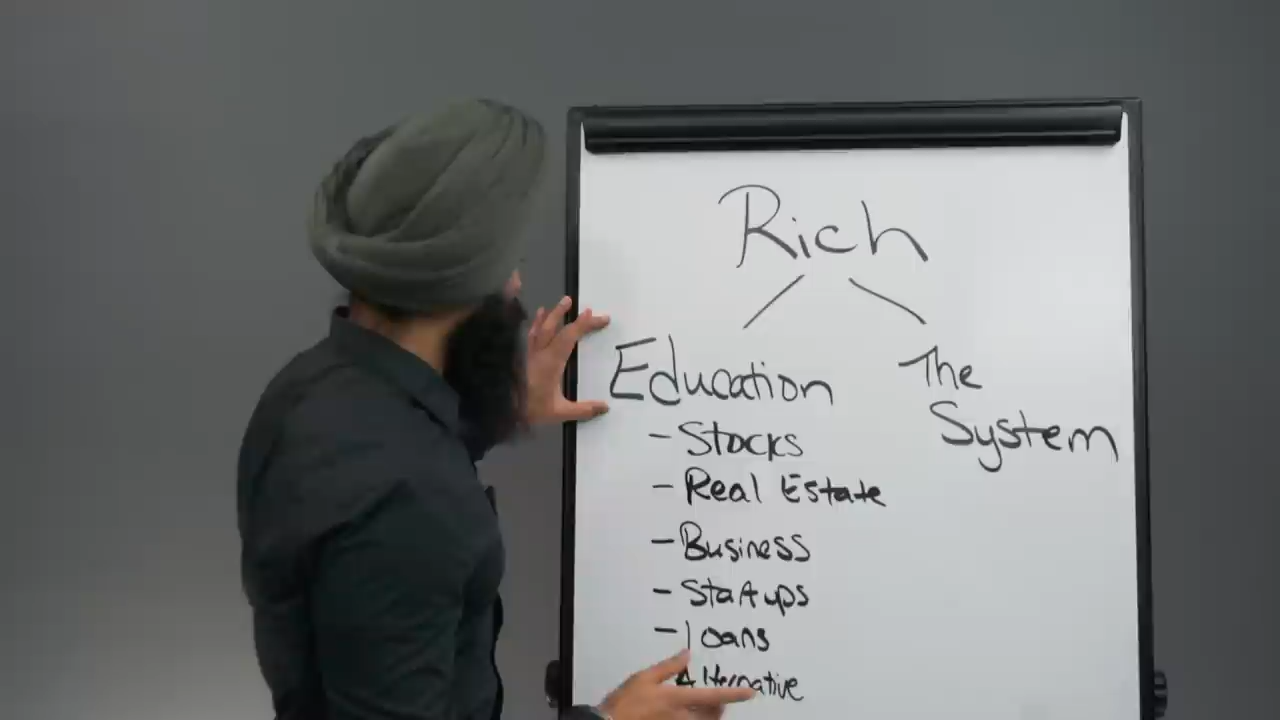 Rich
Education
The
System
- Stocks
- Real Estate
- Business
- Startups
- loans
Alternative